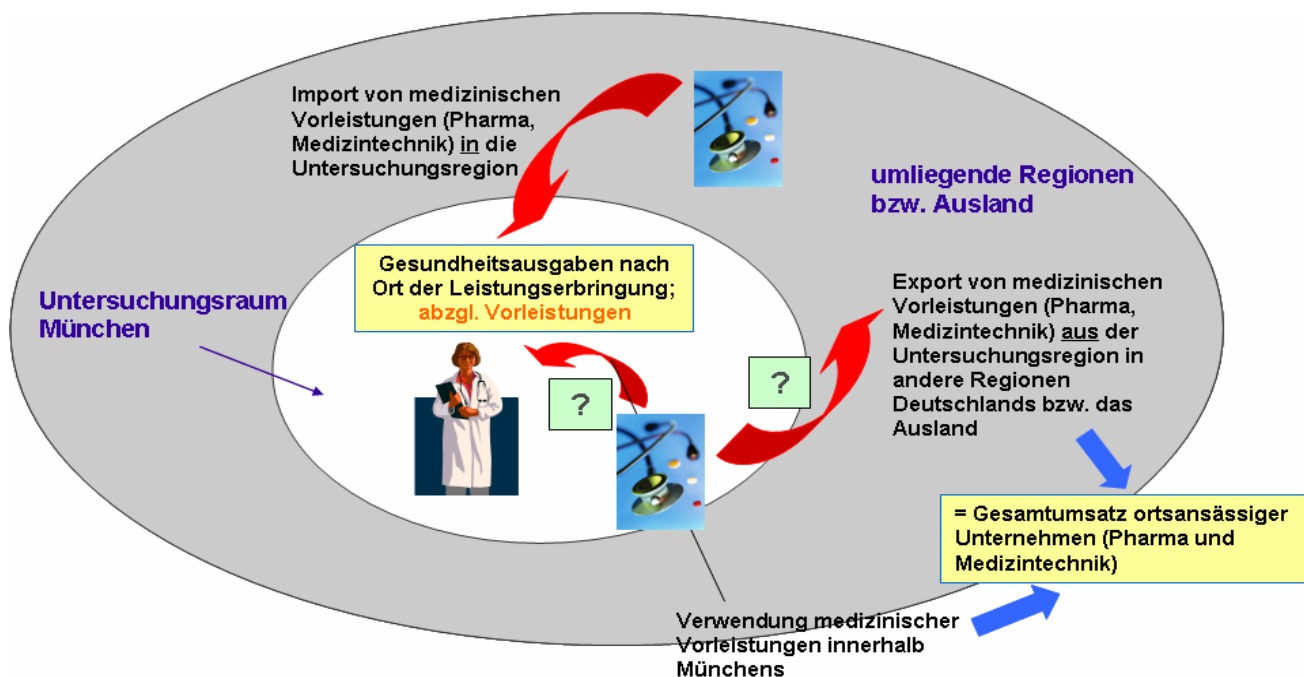 Import von medizinischen
Vorleistungen (Pharma,
Medizintechnik) in die
Untersuchungsregion
umliegende Regionen
bzw. Ausland
Gesundheitsausgaben nach
Ort der Leistungserbringung;
abzgl. Vorleistungen
Untersuchungsraum
München
Export von medizinischen
Vorleistungen (Pharma,
Medizintechnik) aus der
Untersuchungsregion in
andere Regionen
Deutschlands bzw. das
Ausland
?
?
= Gesamtumsatz ortsansässiger
Unternehmen (Pharma und
Medizintechnik)
Verwendung medizinischer
Vorleistungen innerhalb
Münchens